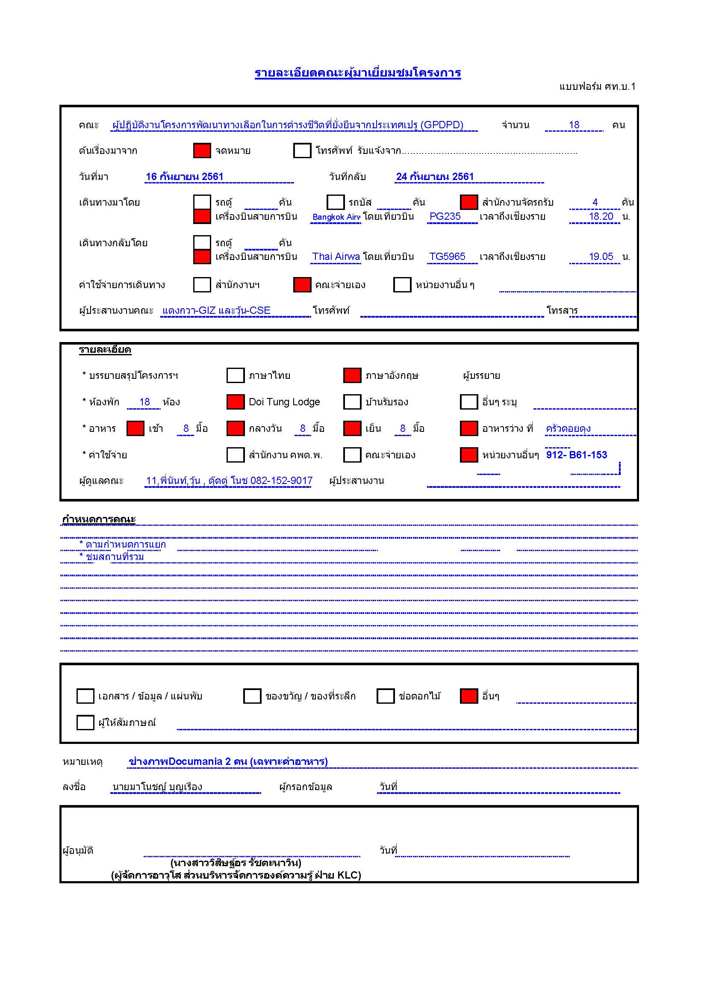 รายละเอียดคณะผู้มาเยี่ยมชมโครงการ
แบบฟอร์ม ศท.บ.1
คณะ ผู้ปฏิบัติงานโครงการพัฒนาทางเลือกในการดำรงชีวิตที่ยั่งยืนจากประเทศเปรู (GPDPD) จำนวน 18 คน
ต้นเรื่องมาจาก จดหมาย โทรศัพท์ รับแจ้งจาก..............................................................
วันที่มา 16 กันยายน 2561 วันที่กลับ 24 กันยายน 2561
เดินทางมาโดย รถตู้ คัน รถบัส คัน สำนักงานจัดรถรับ 4 คัน
เครื่องบินสายการบิน Bangkok Airw โดยเที่ยวบิน PG235 เวลาถึงเชียงราย 18.20 น.
เดินทางกลับโดย รถตู้ คัน
เครื่องบินสายการบิน Thai Airwa โดยเที่ยวบิน TG5965 เวลาถึงเชียงราย 19.05 น.
ค่าใช้จ่ายการเดินทาง สำนักงานฯ คณะจ่ายเอง หน่วยงานอื่น ๆ
ผู้ประสานงานคณะ แตงกวา-GIZ และวุ้น-CSE โทรศัพท์ โทรสาร
รายละเอียด
* บรรยายสรุปโครงการฯ ภาษาไทย ภาษาอังกฤษ ผู้บรรยาย
* ห้องพัก 18 ห้อง Doi Tung Lodge บ้านรับรอง อื่นๆ ระบุ
* อาหาร เช้า 8 มื้อ กลางวัน 8 มื้อ เย็น 8 มื้อ อาหารว่าง ที่ ครัวดอยตุง
* ค่าใช้จ่าย สำนักงาน คพต.พ. คณะจ่ายเอง หน่วยงานอื่นๆ 912- B61-153
ผู้ดูแลคณะ 11,พี่นันท์,วุ้น , ตุ๊ดตู่ โนช 082-152-9017 ผู้ประสานงาน
กำหนดการคณะ
* ตามกำหนดการแยก
* ชมสถานที่รวม
เอกสาร / ข้อมูล / แผ่นพับ ของขวัญ / ของที่ระลึก ช่อดอกไม้ อื่นๆ
ผู้ให้สัมภาษณ์
หมายเหตุ ช่างภาพDocumania 2 คน (เฉพาะค่าอาหาร)
ลงชื่อ นายมาโนชญ์ บุญเรือง ผู้กรอกข้อมูล วันที่
ผู้อนุมัติ วันที่
(นางสาววิสิษฐ์อร รัชตะนาวิน)
(ผู้จัดการอาวุโส ส่วนบริหารจัดการองค์ความรู้ ฝ่าย KLC)